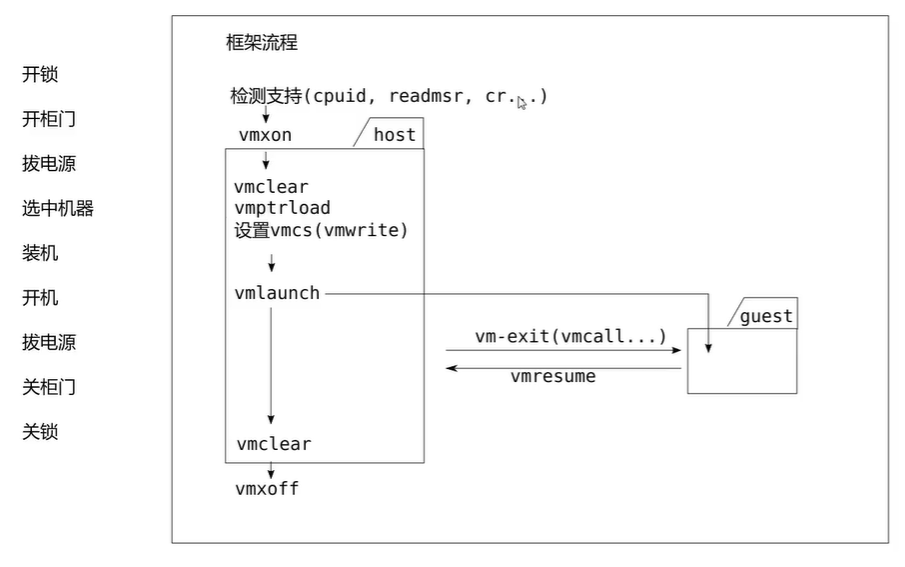 开锁
开柜门
拔电源
选中机器
装机
开机
拔电源
关柜门
关锁
框架流程
检测支持(cpuid, readmsr, cr...)
vmxon
host
vmclear
vmptrload
设置vmcs(vmwrite)
vmlaunch
guest
vm-exit(vmcall...)
vmresume
vmclear
vmxoff